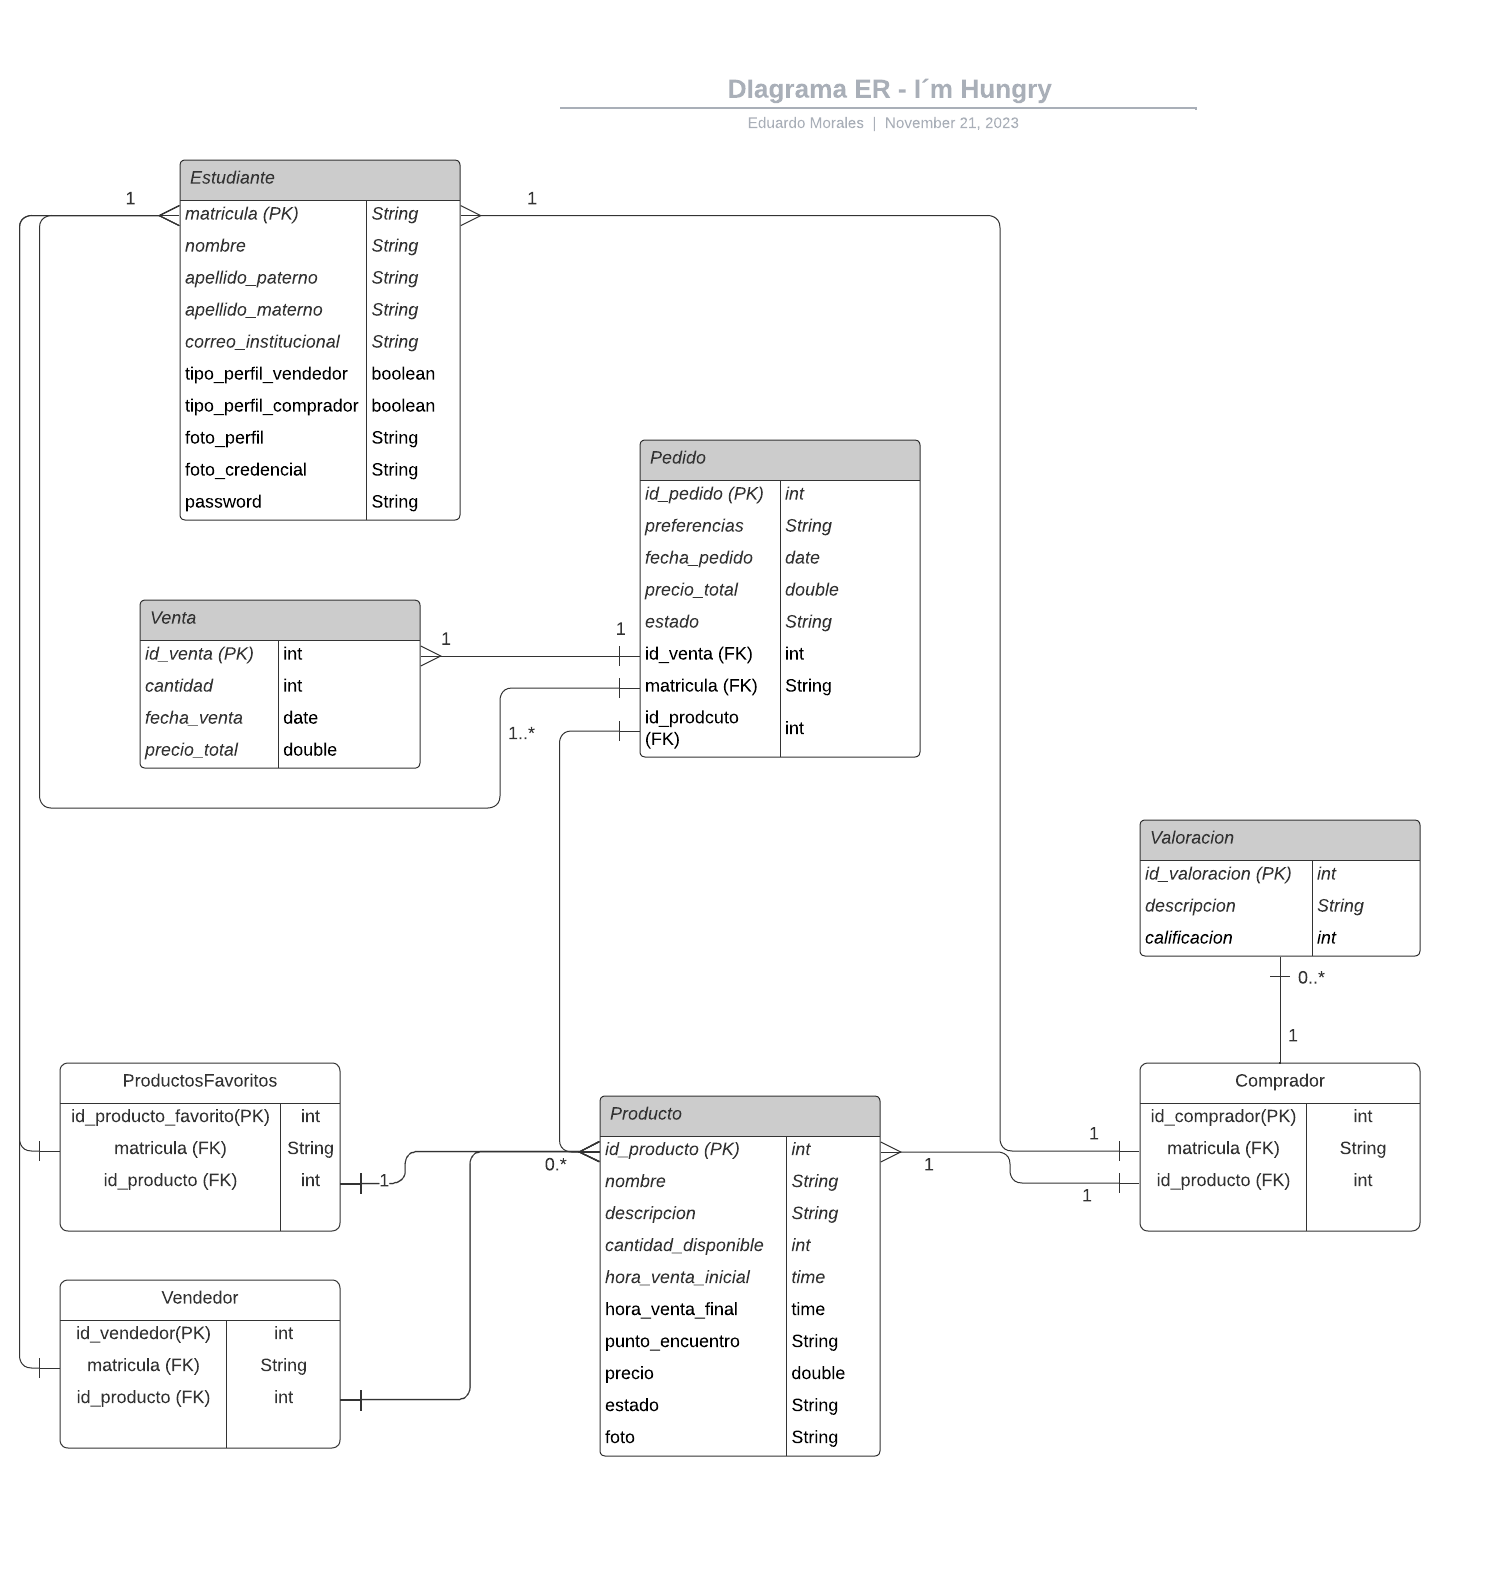 DIagrama ER - I´m Hungry
Eduardo Morales | November 21, 2023
Estudiante
1
1
matricula (PK) String
nombre String
apellido_paterno String
apellido_materno String
correo_institucional String
tipo_perfil_vendedor boolean
tipo_perfil_comprador boolean
foto_perfil String
foto_credencial String
password String
Pedido
id_pedido (PK) int
preferencias String
fecha_pedido date
precio_total double
estado String
id_venta (FK) int
matricula (FK) String
id_prodcuto
(FK) int
Venta
1
1
id_venta (PK) int
cantidad int
fecha_venta date
precio_total double
1..*
Valoracion
id_valoracion (PK) int
descripcion String
calificacion int
0..*
1
ProductosFavoritos
id_producto_favorito(PK) int
matricula (FK) String
id_producto (FK) int
1
0.*
Producto
id_producto (PK) int
nombre String
descripcion String
cantidad_disponible int
hora_venta_inicial time
hora_venta_final time
punto_encuentro String
precio double
estado String
foto String
1
1
1
Comprador
id_comprador(PK) int
matricula (FK) String
id_producto (FK) int
Vendedor
id_vendedor(PK) int
matricula (FK) String
id_producto (FK) int